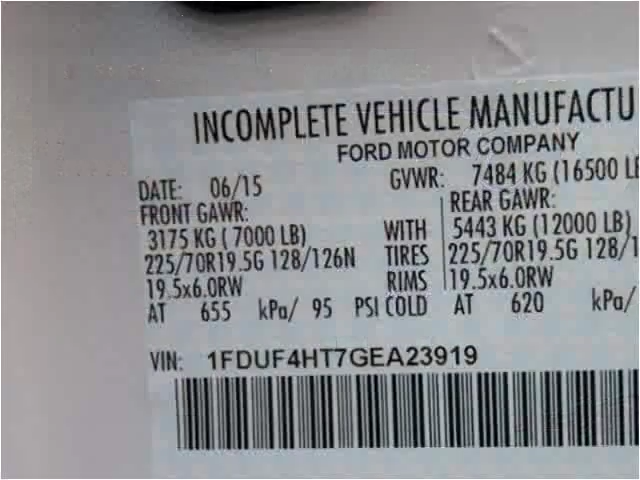 INCOMPLETE VEHICLE MANUFACTU
FORD MOTOR COMPANY
DATE: 06/15 GVWR: 7484 KG (16500 LB
FRONT GAWR: REAR GAWR:
3175 KG ( 7000 LB) WITH 5443 KG (12000 LB)
225/70R19.5G 128/126N TIRES 225/70R19.5G 128/1
19.5x6.0RW RIMS 19.5x6.0RW
AT 655 kPa/ 95 PSI COLD AT 620 kPa/
VIN: 1FDUF4HT7GEA23919